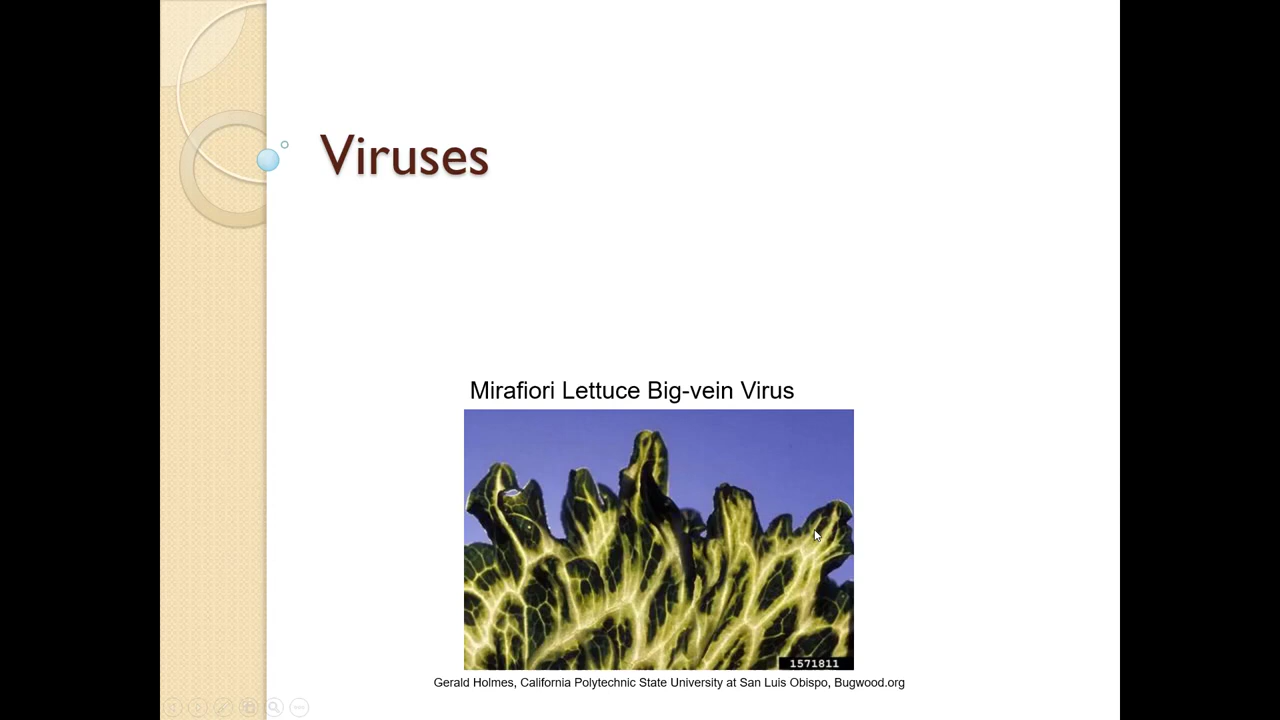 Viruses
Mirafiori Lettuce Big-vein Virus
1571811
Gerald Holmes, California Polytechnic State University at San Luis Obispo, Bugwood.org